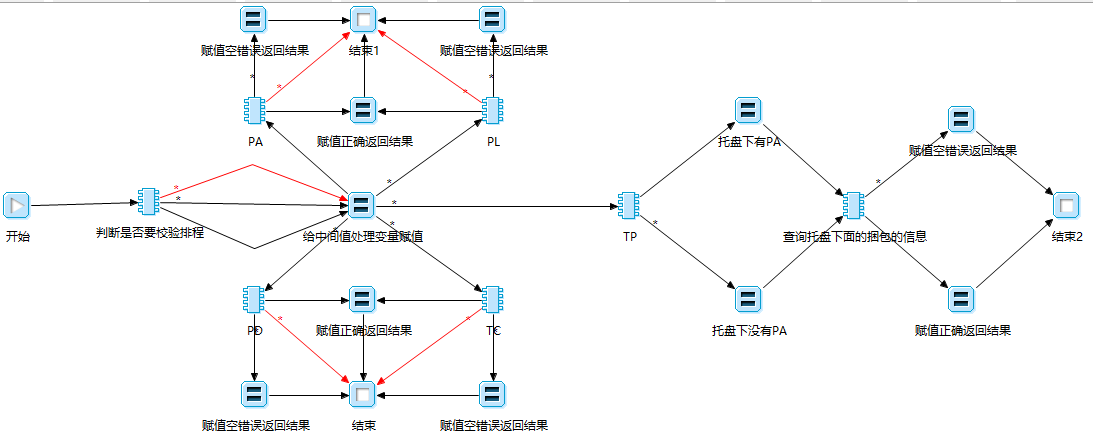 赋值空错误返回结果
结束1
赋值空错误返回结果
*
*
*
*
PA
赋值正确返回结果
PL
托盘下有PA
赋值空错误返回结果
*
*
*
*
*
开始
判断是否要校验排程
给中间值处理变量赋值
*
TP
*
查询托盘下面的捆包的信息
结束2
PD
*
赋值正确返回结果
*
TC
托盘下没有PA
赋值正确返回结果
赋值空错误返回结果
结束
赋值空错误返回结果